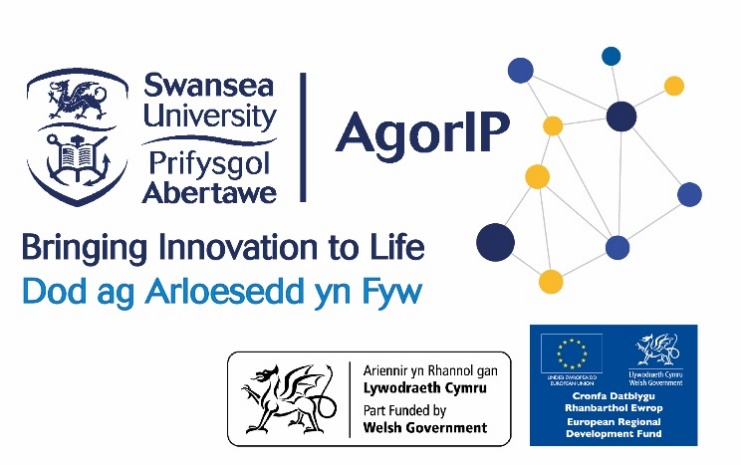 Swansea
University
Prifysgol
Abertawe
AgorIP
Bringing Innovation to Life
Dod ag Arloesedd yn Fyw
Ariennir yn Rhannol gan
Lywodraeth Cymru
Part Funded by
Welsh Government
UNDEB EWROPEAIDD
EUROPEAN UNION
Llywodraeth Cymru
Welsh Government
Cronfa Datblygu
Rhanbarthol Ewrop
European Regional
Development Fund